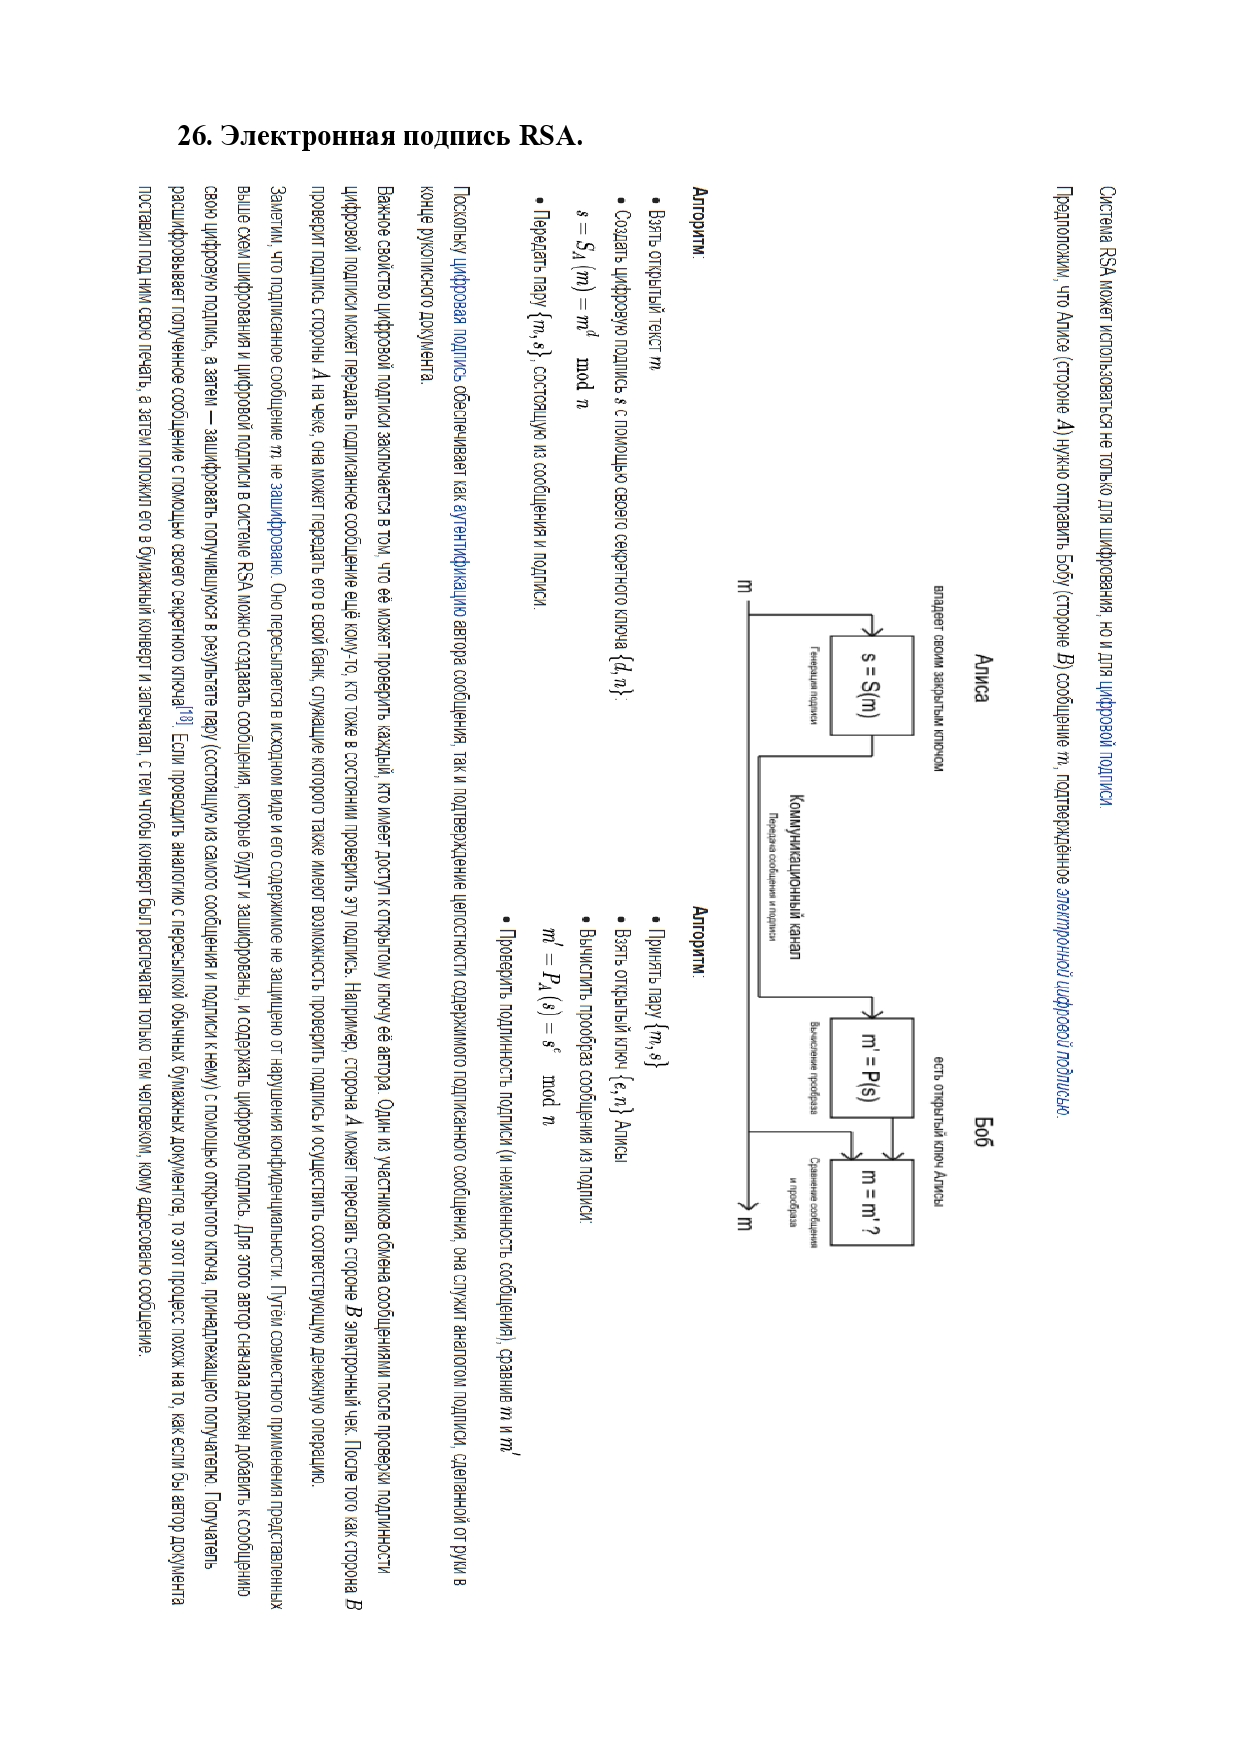 26. Электронная подпись RSA.
Система RSA может использоваться не только для шифрования, но и для цифровой подписи.
Предположим, что Алисе (стороне A) нужно отправить Бобу (стороне B) сообщение m, подтверждённое электронной цифровой подписью.
Алиса
Боб
владеет своим закрытым ключом
есть открытый ключ Алисы
s = S(m)
m' = P(s)
m = m' ?
Генерация подписи
Вычисление прообраза
Сравнение сообщения
и прообраза
Коммуникационный канал
Передача сообщения и подписи
m
m
Алгоритм:
• Взять открытый текст m
• Создать цифровую подпись s с помощью своего секретного ключа {d, n}:
s = S_A (m) = m^d mod n
• Передать пару {m, s}, состоящую из сообщения и подписи.
Алгоритм:
• Принять пару {m, s}
• Взять открытый ключ {e, n} Алисы
• Вычислить прообраз сообщения из подписи:
m′ = P_A (s) = s^e mod n
• Проверить подлинность подписи (и неизменность сообщения), сравнив m и m′
Поскольку цифровая подпись обеспечивает как аутентификацию автора сообщения, так и подтверждение целостности содержимого подписанного сообщения, она служит аналогом подписи, сделанной от руки в
конце рукописного документа.
Важное свойство цифровой подписи заключается в том, что её может проверить каждый, кто имеет доступ к открытому ключу её автора. Один из участников обмена сообщениями после проверки подлинности
цифровой подписи может передать подписанное сообщение ещё кому-то, кто тоже в состоянии проверить эту подпись. Например, сторона A может переслать стороне B электронный чек. После того как сторона B
проверит подпись стороны A на чеке, она может передать его в свой банк, служащие которого также имеют возможность проверить подпись и осуществить соответствующую денежную операцию.
Заметим, что подписанное сообщение m не зашифровано. Оно пересылается в исходном виде и его содержимое не защищено от нарушения конфиденциальности. Путём совместного применения представленных
выше схем шифрования и цифровой подписи в системе RSA можно создавать сообщения, которые будут и зашифрованы, и содержать цифровую подпись. Для этого автор сначала должен добавить к сообщению
свою цифровую подпись, а затем — зашифровать получившуюся в результате пару (состоящую из самого сообщения и подписи к нему) с помощью открытого ключа, принадлежащего получателю. Получатель
расшифровывает полученное сообщение с помощью своего секретного ключа[18]. Если проводить аналогию с пересылкой обычных бумажных документов, то этот процесс похож на то, как если бы автор документа
поставил под ним свою печать, а затем положил его в бумажный конверт и запечатал, с тем чтобы конверт был распечатан только тем человеком, кому адресовано сообщение.